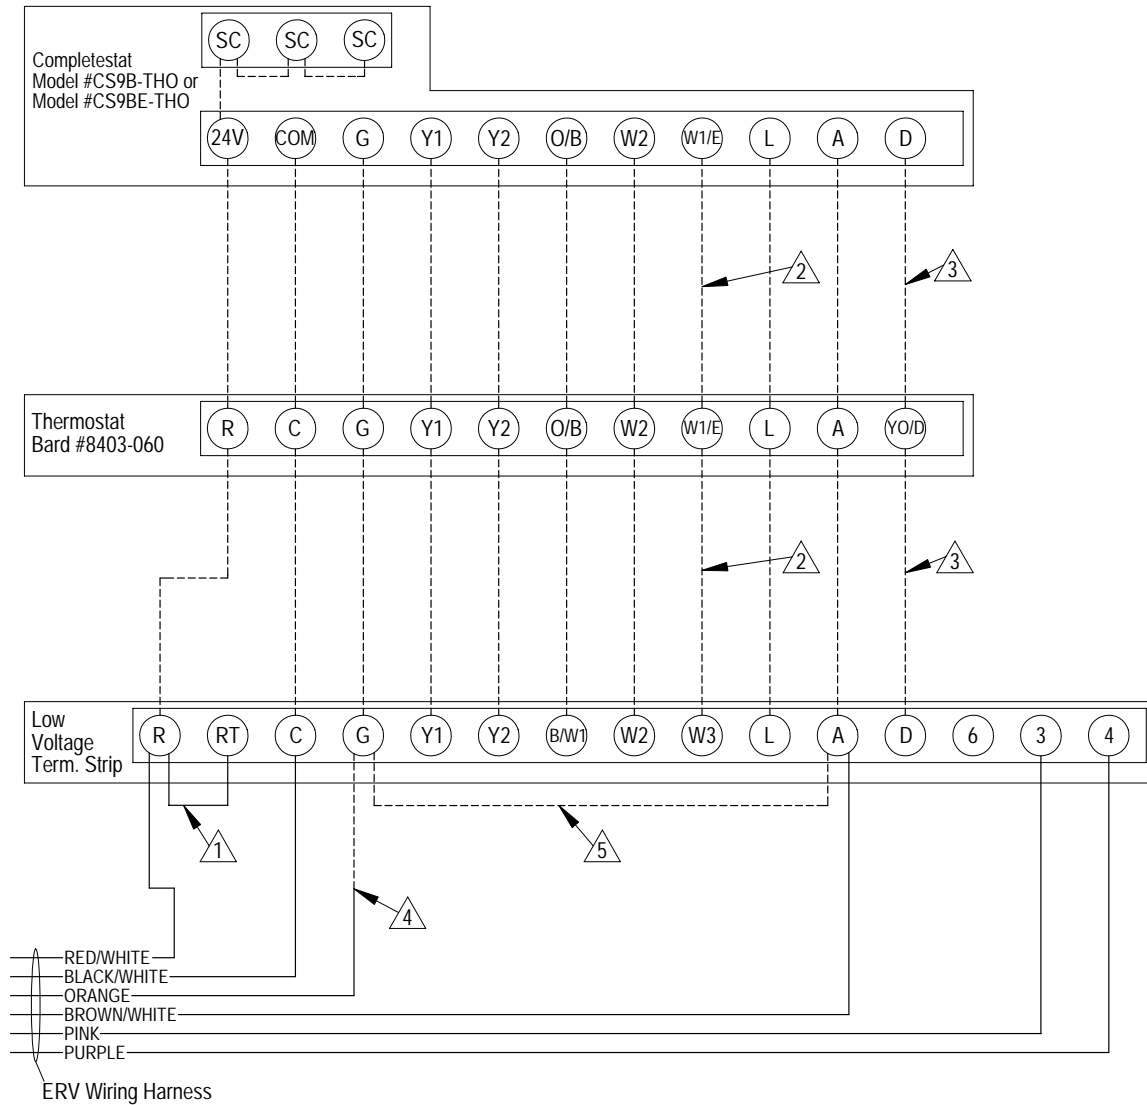 SC SC SC
Completestat
Model #CS9B-THO or
Model #CS9BE-THO
24V COM G Y1 Y2 O/B W2 W1/E L A D
2 3
Thermostat
Bard #8403-060
R C G Y1 Y2 O/B W2 W1/E L A YO/D
2 3
Low
Voltage
Term. Strip
R RT C G Y1 Y2 B/W1 W2 W3 L A D 6 3 4
1 5
4
RED/WHITE
BLACK/WHITE
ORANGE
BROWN/WHITE
PINK
PURPLE
ERV Wiring Harness